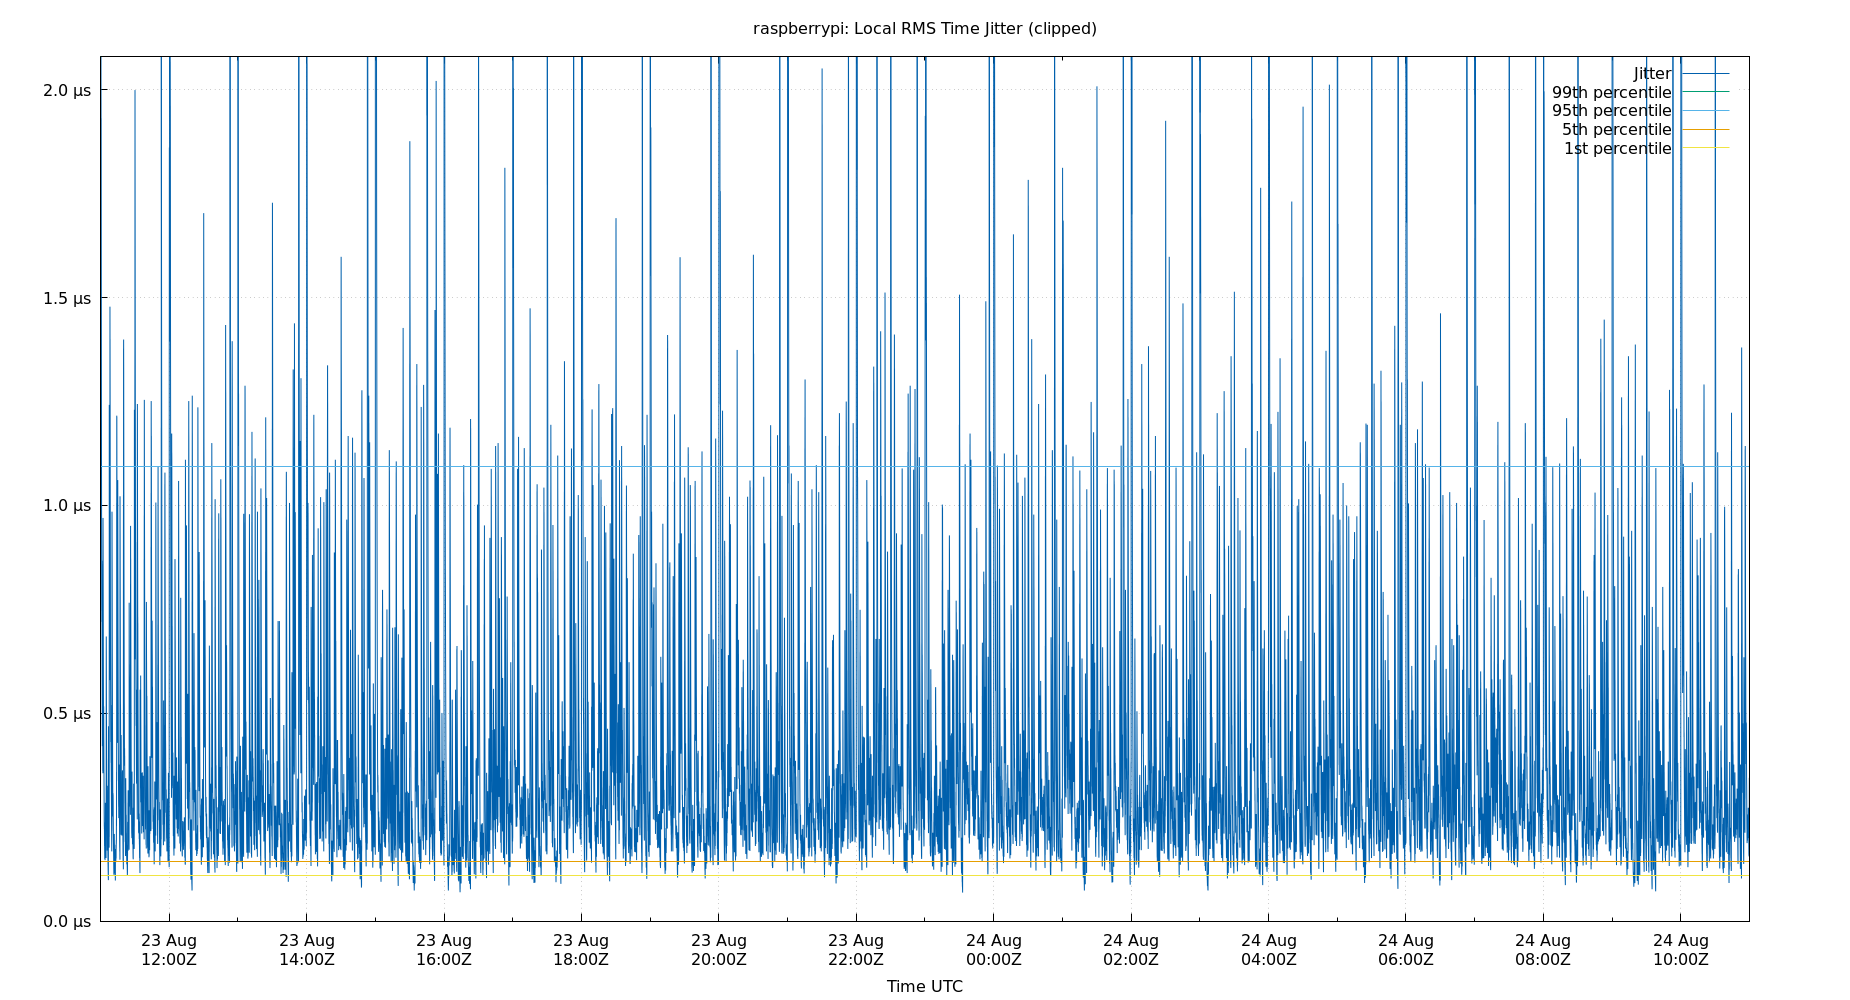 raspberrypi: Local RMS Time Jitter (clipped)
Jitter
99th percentile
95th percentile
5th percentile
1st percentile
2.0 µs
1.5 µs
1.0 µs
0.5 µs
0.0 µs
23 Aug 23 Aug 23 Aug 23 Aug 23 Aug 23 Aug 24 Aug 24 Aug 24 Aug 24 Aug 24 Aug 24 Aug
12:00Z 14:00Z 16:00Z 18:00Z 20:00Z 22:00Z 00:00Z 02:00Z 04:00Z 06:00Z 08:00Z 10:00Z
Time UTC